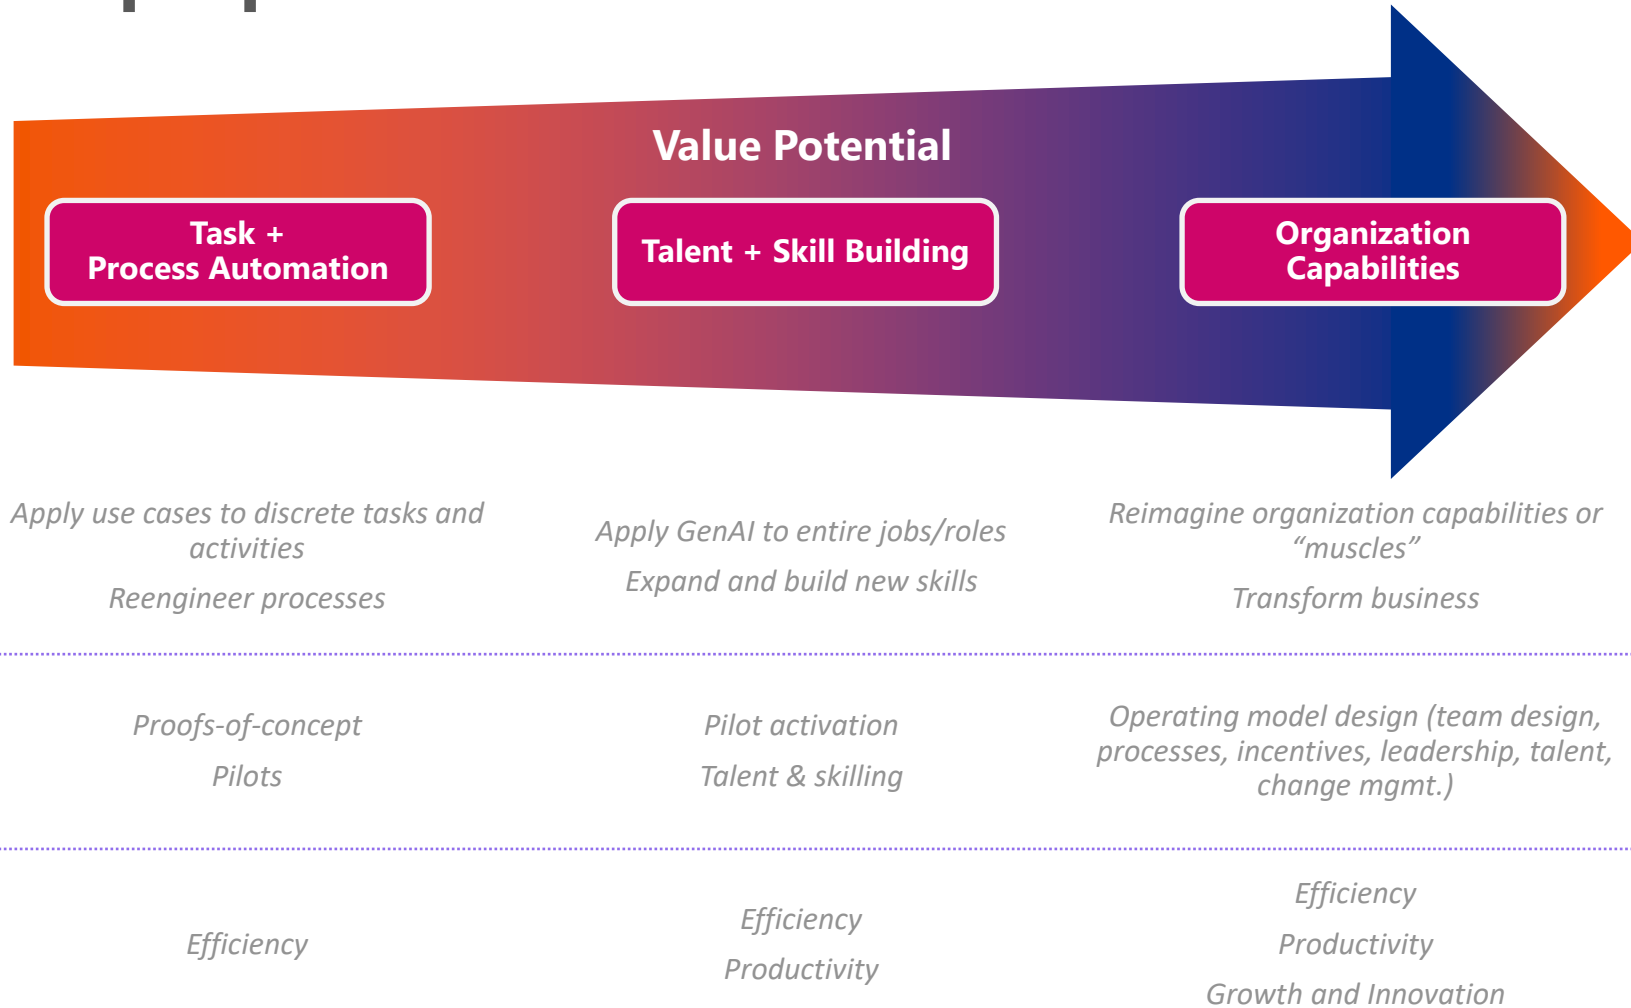 Value Potential
Task +
Process Automation
Talent + Skill Building
Organization
Capabilities
Apply use cases to discrete tasks and
activities
Reengineer processes
Apply GenAI to entire jobs/roles
Expand and build new skills
Reimagine organization capabilities or
“muscles”
Transform business
Proofs-of-concept
Pilots
Pilot activation
Talent & skilling
Operating model design (team design,
processes, incentives, leadership, talent,
change mgmt.)
Efficiency
Efficiency
Productivity
Efficiency
Productivity
Growth and Innovation